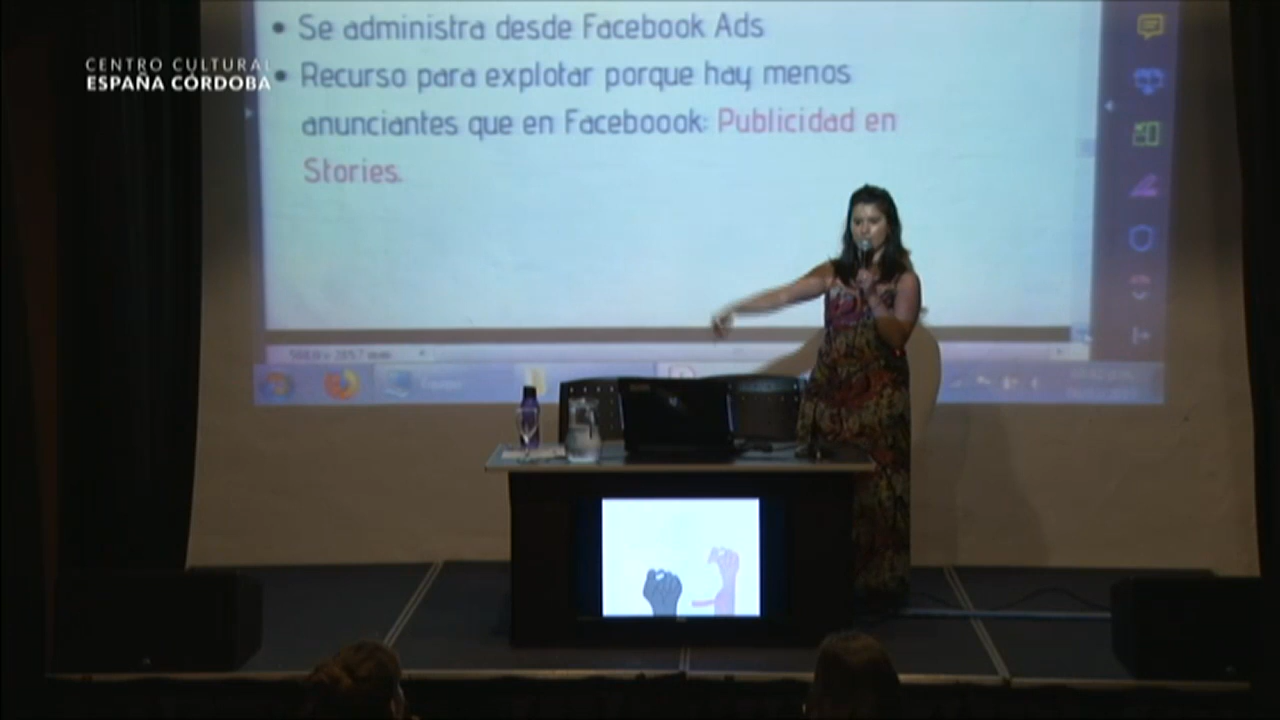 Se administra desde Facebook Ads
CENTRO CULTURAL
ESPAÑA CÓRDOBA
Recurso para explotar porque hay menos
anunciantes que en Faceboook: Publicidad en
Stories.